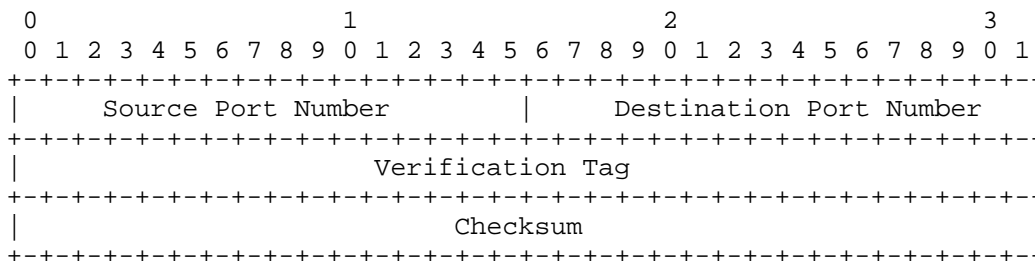 0                   1                   2                   3
 0 1 2 3 4 5 6 7 8 9 0 1 2 3 4 5 6 7 8 9 0 1 2 3 4 5 6 7 8 9 0 1
+-+-+-+-+-+-+-+-+-+-+-+-+-+-+-+-+-+-+-+-+-+-+-+-+-+-+-+-+-+-+-+-
|     Source Port Number        |     Destination Port Number
+-+-+-+-+-+-+-+-+-+-+-+-+-+-+-+-+-+-+-+-+-+-+-+-+-+-+-+-+-+-+-+-
|                      Verification Tag
+-+-+-+-+-+-+-+-+-+-+-+-+-+-+-+-+-+-+-+-+-+-+-+-+-+-+-+-+-+-+-+-
|                           Checksum
+-+-+-+-+-+-+-+-+-+-+-+-+-+-+-+-+-+-+-+-+-+-+-+-+-+-+-+-+-+-+-+-